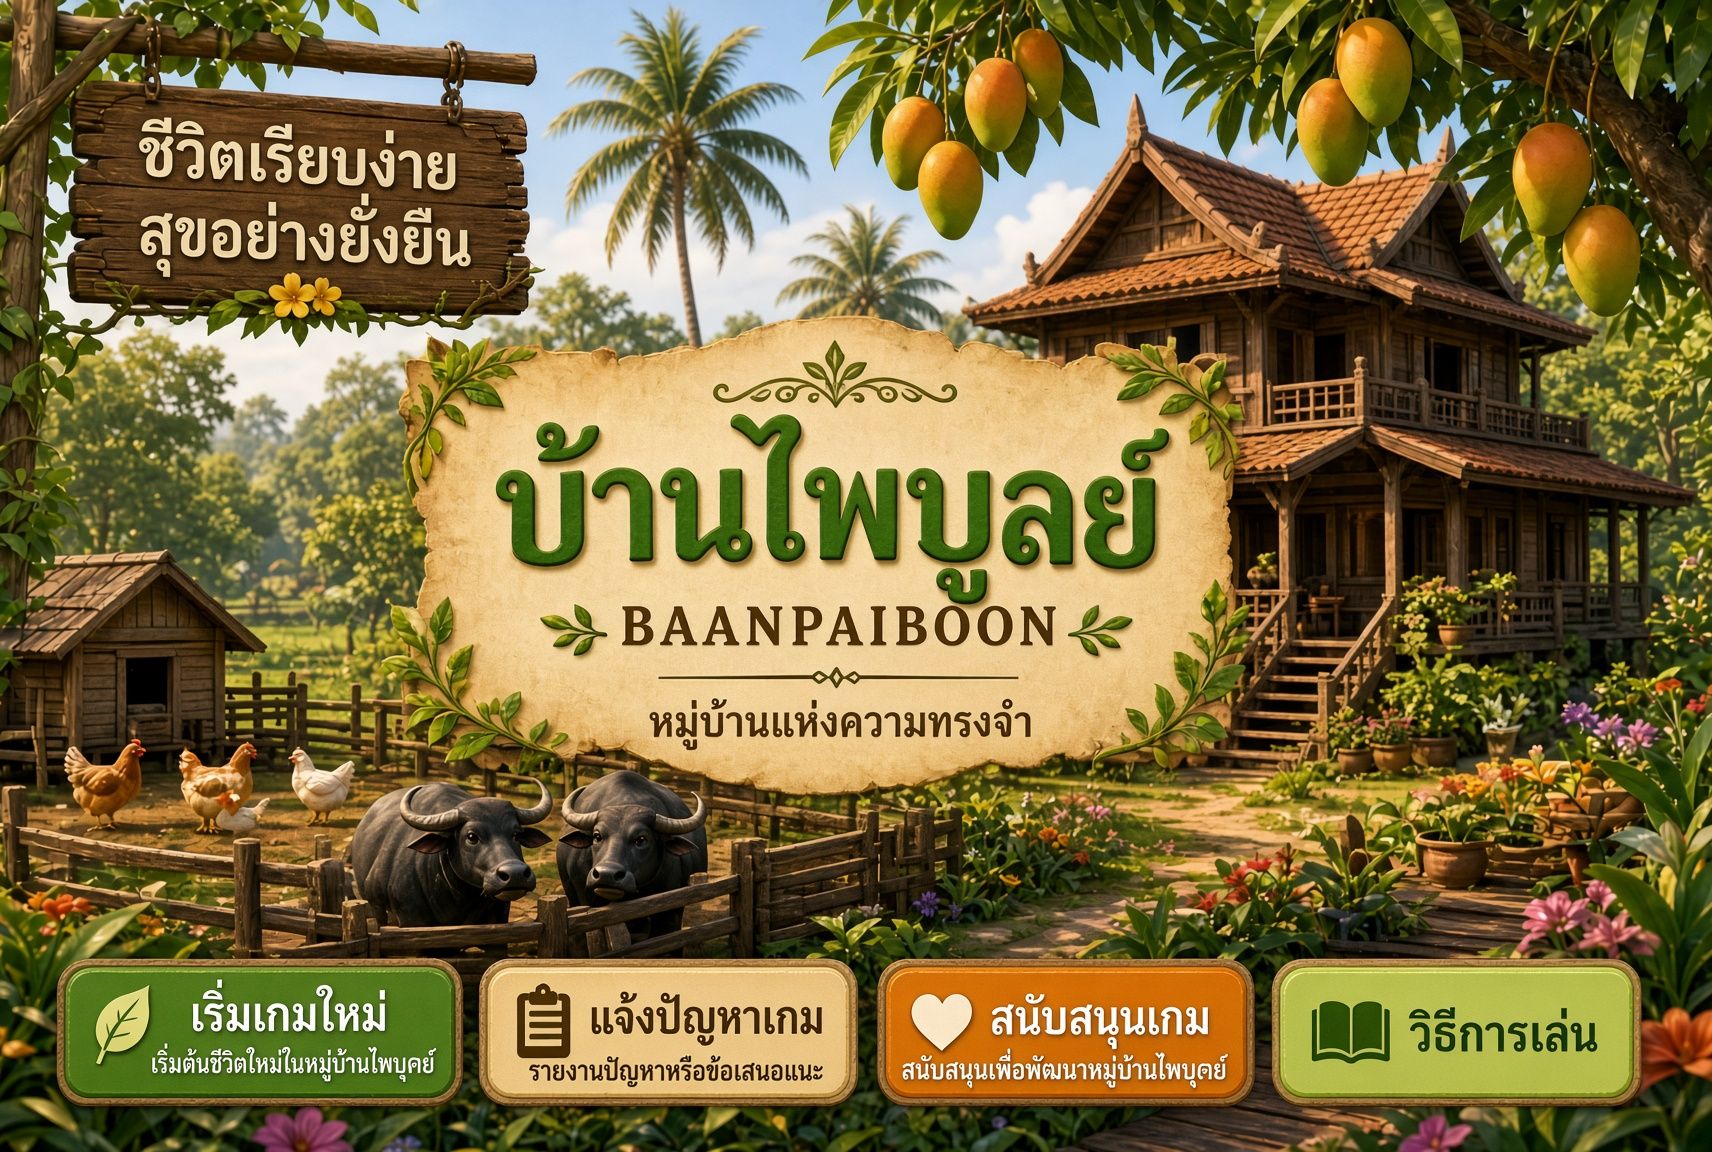 ชีวิตเรียบง่าย
สุขอย่างยั่งยืน
บ้านไพบูลย์
BAANPAIBOON
หมู่บ้านแห่งความทรงจำ
เริ่มเกมใหม่
เริ่มต้นชีวิตใหม่ในหมู่บ้านไพบุคย์
แจ้งปัญหาเกม
รายงานปัญหาหรือข้อเสนอแนะ
สนับสนุนเกม
สนับสนุนเพื่อพัฒนาหมู่บ้านไพบุคย์
วิธีการเล่น